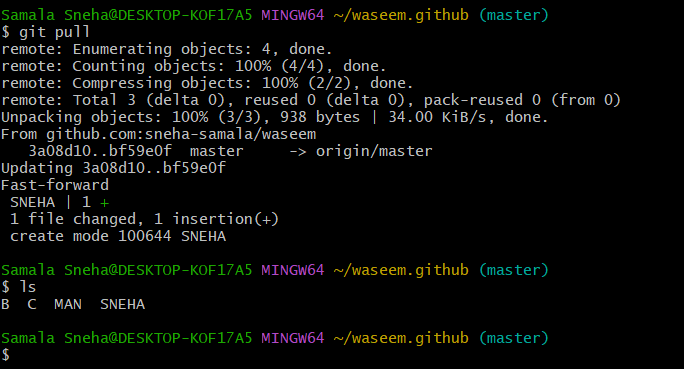 Samala Sneha@DESKTOP-KOF17A5 MINGW64 ~/waseem.github (master)
$ git pull
remote: Enumerating objects: 4, done.
remote: Counting objects: 100% (4/4), done.
remote: Compressing objects: 100% (2/2), done.
remote: Total 3 (delta 0), reused 0 (delta 0), pack-reused 0 (from 0)
Unpacking objects: 100% (3/3), 938 bytes | 34.00 KiB/s, done.
From github.com:sneha-samala/waseem
   3a08d10..bf59e0f  master     -> origin/master
Updating 3a08d10..bf59e0f
Fast-forward
 SNEHA | 1 +
 1 file changed, 1 insertion(+)
 create mode 100644 SNEHA
Samala Sneha@DESKTOP-KOF17A5 MINGW64 ~/waseem.github (master)
$ ls
B  C  MAN  SNEHA
Samala Sneha@DESKTOP-KOF17A5 MINGW64 ~/waseem.github (master)
$